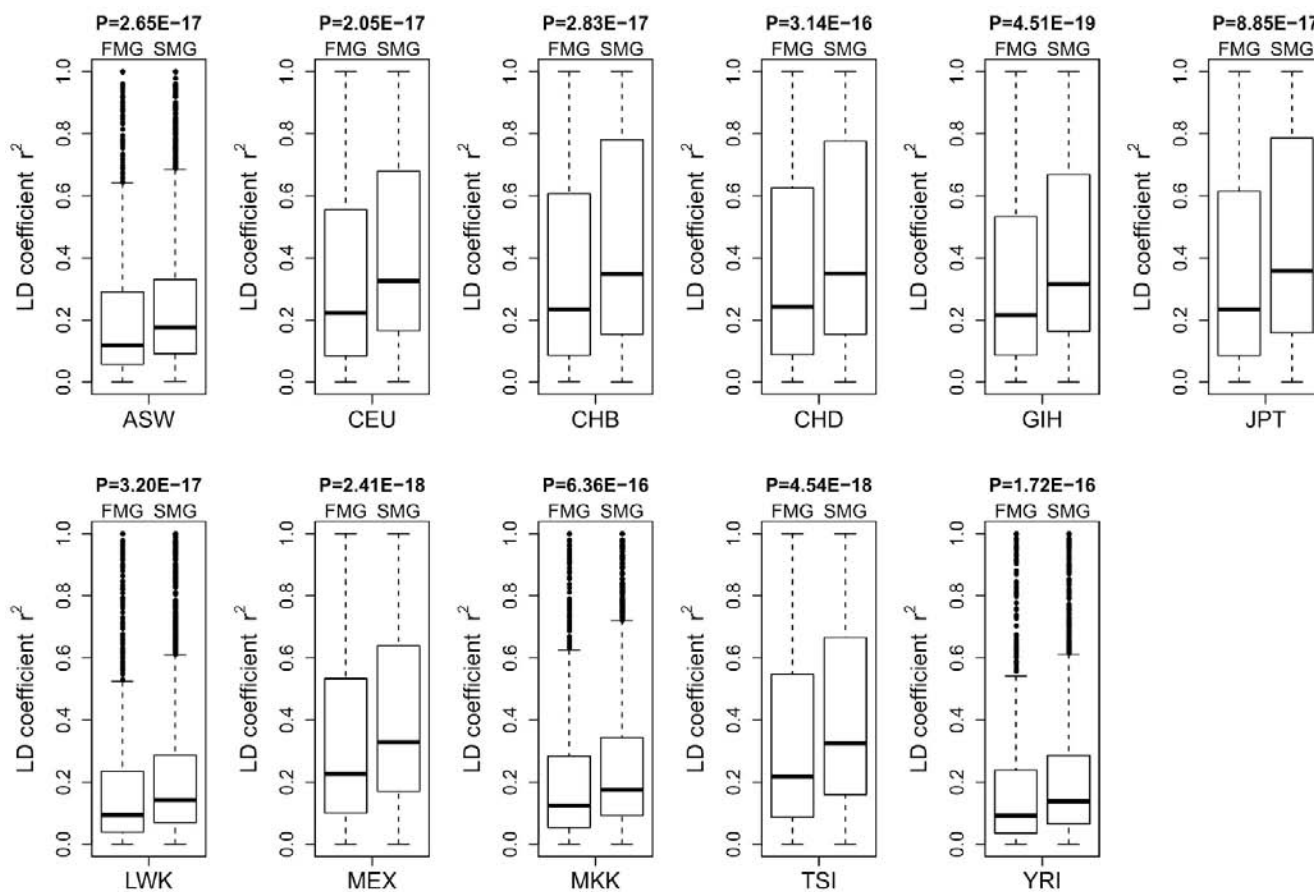 P=2.65E-17 P=2.05E-17 P=2.83E-17 P=3.14E-16 P=4.51E-19 P=8.85E-17
FMG SMG FMG SMG FMG SMG FMG SMG FMG SMG FMG SMG
LD coefficient r² LD coefficient r² LD coefficient r² LD coefficient r² LD coefficient r² LD coefficient r²
1.0 1.0 1.0 1.0 1.0 1.0
0.8 0.8 0.8 0.8 0.8 0.8
0.6 0.6 0.6 0.6 0.6 0.6
0.4 0.4 0.4 0.4 0.4 0.4
0.2 0.2 0.2 0.2 0.2 0.2
0.0 0.0 0.0 0.0 0.0 0.0
ASW CEU CHB CHD GIH JPT
P=3.20E-17 P=2.41E-18 P=6.36E-16 P=4.54E-18 P=1.72E-16
FMG SMG FMG SMG FMG SMG FMG SMG FMG SMG
LD coefficient r² LD coefficient r² LD coefficient r² LD coefficient r² LD coefficient r²
1.0 1.0 1.0 1.0 1.0
0.8 0.8 0.8 0.8 0.8
0.6 0.6 0.6 0.6 0.6
0.4 0.4 0.4 0.4 0.4
0.2 0.2 0.2 0.2 0.2
0.0 0.0 0.0 0.0 0.0
LWK MEX MKK TSI YRI